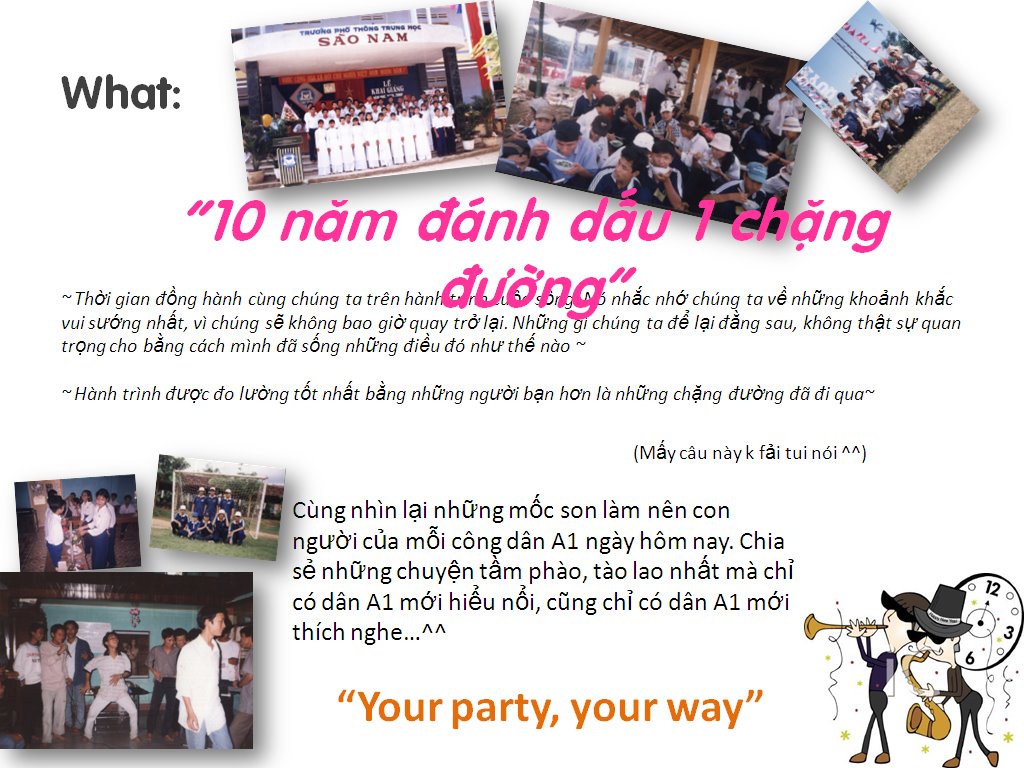 TRƯỜNG PHỔ THÔNG TRUNG HỌC
SÀO NAM
LỄ
KHAI GIẢNG
What:
“10 năm đánh dấu 1 chặng
đường”
~ Thời gian đồng hành cùng chúng ta trên hành trình cuộc sống. Nó nhắc nhớ chúng ta về những khoảnh khắc
vui sướng nhất, vì chúng sẽ không bao giờ quay trở lại. Những gì chúng ta để lại đằng sau, không thật sự quan
trọng cho bằng cách mình đã sống những điều đó như thế nào ~
~ Hành trình được đo lường tốt nhất bằng những người bạn hơn là những chặng đường đã đi qua~
(Mấy câu này k fải tui nói ^^)
Cùng nhìn lại những mốc son làm nên con
người của mỗi công dân A1 ngày hôm nay. Chia
sẻ những chuyện tầm phào, tào lao nhất mà chỉ
có dân A1 mới hiểu nổi, cũng chỉ có dân A1 mới
thích nghe...^^
12
3
6
“Your party, your way”